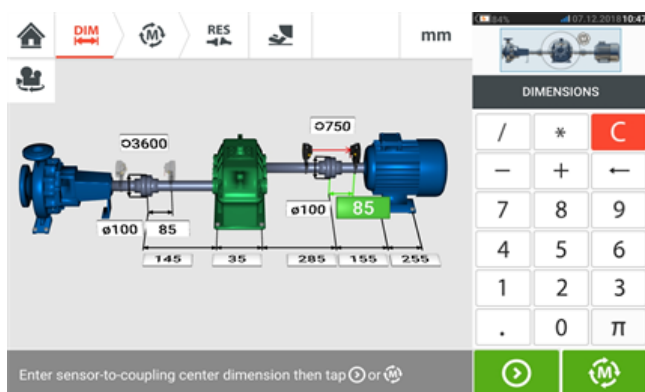 DIM
M
RES
mm
84%
07.12.2018 10:47
DIMENSIONS
3600
750
ø100
85
ø100
85
145
35
285
155
255
/ * C
− + ←
7 8 9
4 5 6
1 2 3
. 0 π
Enter sensor-to-coupling center dimension then tap or M
M